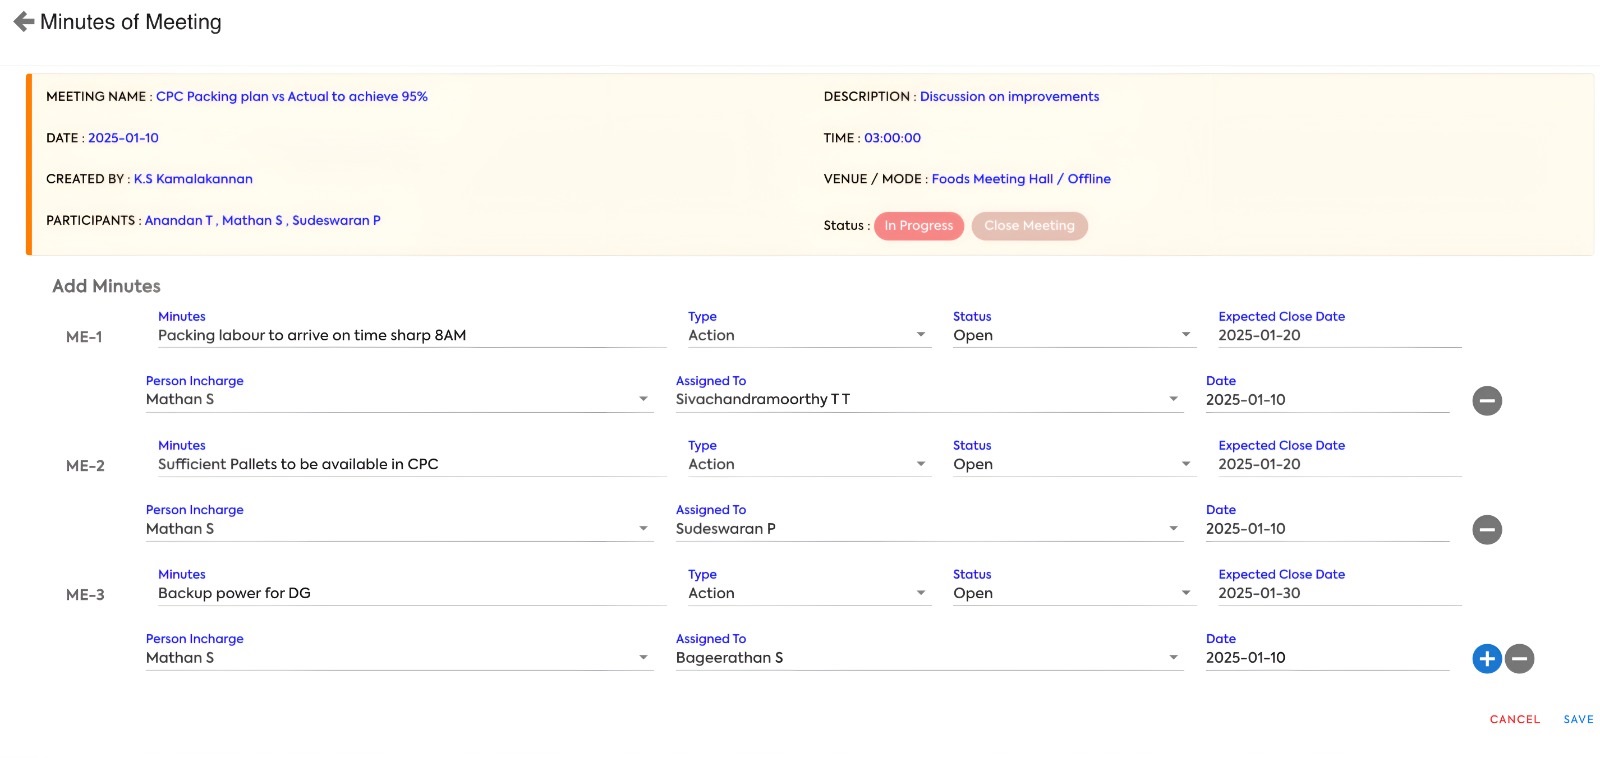 Minutes of Meeting
MEETING NAME : CPC Packing plan vs Actual to achieve 95%
DESCRIPTION : Discussion on improvements
DATE : 2025-01-10
TIME : 03:00:00
CREATED BY : K.S Kamalakannan
VENUE / MODE : Foods Meeting Hall / Offline
PARTICIPANTS : Anandan T , Mathan S , Sudeswaran P
Status : In Progress Close Meeting
Add Minutes
Minutes Type Status Expected Close Date
ME-1 Packing labour to arrive on time sharp 8AM Action Open 2025-01-20
Person Incharge Assigned To Date
Mathan S Sivachandramoorthy T T 2025-01-10
Minutes Type Status Expected Close Date
ME-2 Sufficient Pallets to be available in CPC Action Open 2025-01-20
Person Incharge Assigned To Date
Mathan S Sudeswaran P 2025-01-10
Minutes Type Status Expected Close Date
ME-3 Backup power for DG Action Open 2025-01-30
Person Incharge Assigned To Date
Mathan S Bageerathan S 2025-01-10
CANCEL SAVE